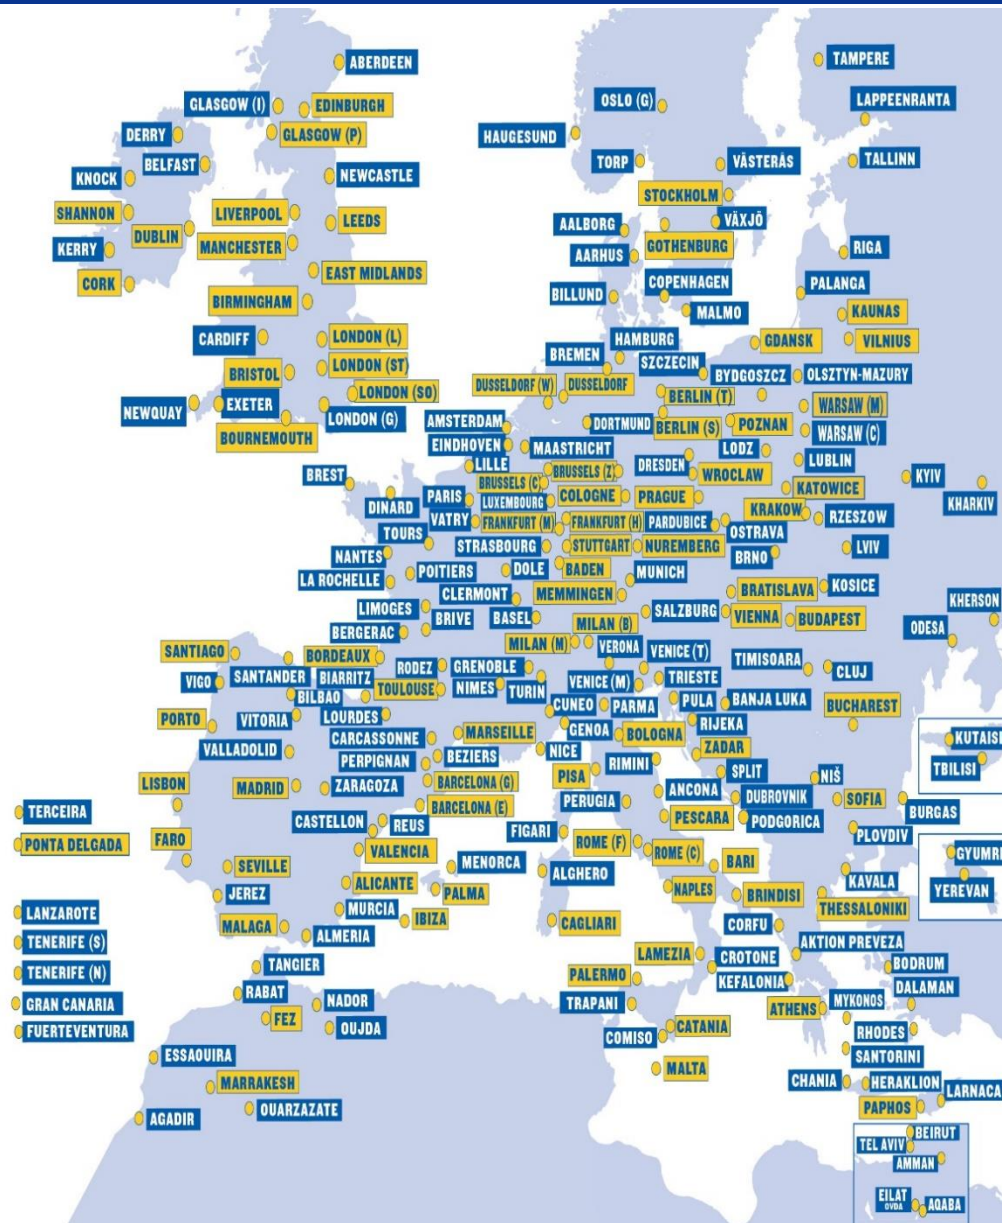 ABERDEEN
TAMPERE
GLASGOW (I)
EDINBURGH
OSLO (G)
LAPPEENRANTA
DERRY
GLASGOW (P)
HAUGESUND
BELFAST
TORP
VÄSTERÅS
TALLINN
KNOCK
NEWCASTLE
STOCKHOLM
SHANNON
LIVERPOOL
LEEDS
AALBORG
VÄXJÖ
DUBLIN
MANCHESTER
GOTHENBURG
KERRY
AARHUS
RIGA
CORK
EAST MIDLANDS
COPENHAGEN
PALANGA
BIRMINGHAM
BILLUND
MALMO
KAUNAS
CARDIFF
LONDON (L)
HAMBURG
GDANSK
VILNIUS
BREMEN
SZCZECIN
BRISTOL
LONDON (ST)
BYDGOSZCZ
OLSZTYN-MAZURY
DUSSELDORF (W)
DUSSELDORF
LONDON (SO)
BERLIN (T)
NEWQUAY
EXETER
WARSAW (M)
LONDON (G)
AMSTERDAM
DORTMUND
BERLIN (S)
POZNAN
WARSAW (C)
BOURNEMOUTH
EINDHOVEN
MAASTRICHT
LODZ
LILLE
DRESDEN
LUBLIN
BREST
BRUSSELS (C)
BRUSSELS (Z)
WROCLAW
KYIV
DINARD
PARIS
LUXEMBOURG
COLOGNE
PRAGUE
KATOWICE
KHARKIV
VATRY
FRANKFURT (M)
FRANKFURT (H)
PARDUBICE
KRAKOW
RZESZOW
TOURS
OSTRAVA
STRASBOURG
STUTTGART
NUREMBERG
BRNO
LVIV
NANTES
POITIERS
DOLE
BADEN
MUNICH
LA ROCHELLE
CLERMONT
MEMMINGEN
BRATISLAVA
KOSICE
LIMOGES
BRIVE
BASEL
MILAN (B)
SALZBURG
VIENNA
BUDAPEST
KHERSON
BERGERAC
MILAN (M)
VERONA
ODESA
SANTIAGO
BORDEAUX
RODEZ
GRENOBLE
VENICE (T)
TIMISOARA
CLUJ
VIGO
SANTANDER
BIARRITZ
TOULOUSE
NIMES
TURIN
VENICE (M)
TRIESTE
BILBAO
CUNEO
PARMA
PULA
BANJA LUKA
BUCHAREST
PORTO
VITORIA
LOURDES
GENOA
RIJEKA
VALLADOLID
CARCASSONNE
MARSEILLE
BOLOGNA
ZADAR
KUTAISI
PERPIGNAN
BEZIERS
NICE
RIMINI
TBILISI
LISBON
MADRID
ZARAGOZA
BARCELONA (G)
PISA
SPLIT
NIŠ
TERCEIRA
BARCELONA (E)
PERUGIA
ANCONA
DUBROVNIK
SOFIA
BURGAS
CASTELLON
REUS
FIGARI
PESCARA
PODGORICA
PLOVDIV
PONTA DELGADA
FARO
VALENCIA
ROME (F)
ROME (C)
GYUMRI
SEVILLE
MENORCA
ALGHERO
BARI
KAVALA
YEREVAN
JEREZ
ALICANTE
PALMA
NAPLES
BRINDISI
THESSALONIKI
LANZAROTE
MURCIA
IBIZA
CAGLIARI
CORFU
MALAGA
ALMERIA
TENERIFE (S)
AKTION PREVEZA
TANGIER
LAMEZIA
CROTONE
BODRUM
TENERIFE (N)
PALERMO
KEFALONIA
DALAMAN
RABAT
NADOR
TRAPANI
ATHENS
MYKONOS
GRAN CANARIA
FEZ
OUJDA
CATANIA
RHODES
FUERTEVENTURA
COMISO
SANTORINI
ESSAOUIRA
MALTA
CHANIA
HERAKLION
LARNACA
MARRAKESH
PAPHOS
OUARZAZATE
AGADIR
BEIRUT
TEL AVIV
AMMAN
EILAT
OVDA
AQABA